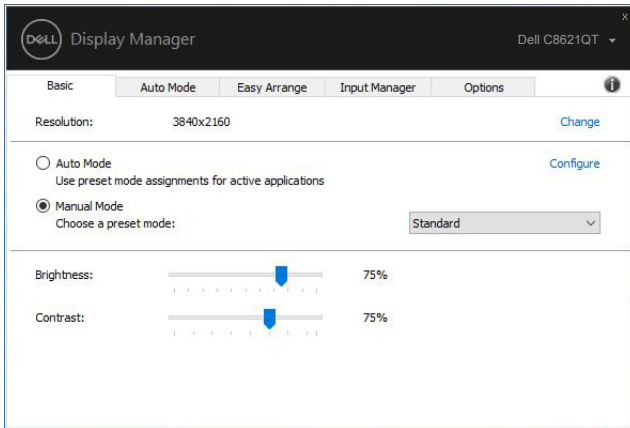 x
DELL Display Manager
Dell C8621QT
Basic
Auto Mode
Easy Arrange
Input Manager
Options
i
Resolution: 3840x2160 Change
Auto Mode Configure
Use preset mode assignments for active applications
Manual Mode
Choose a preset mode: Standard
Brightness: 75%
Contrast: 75%